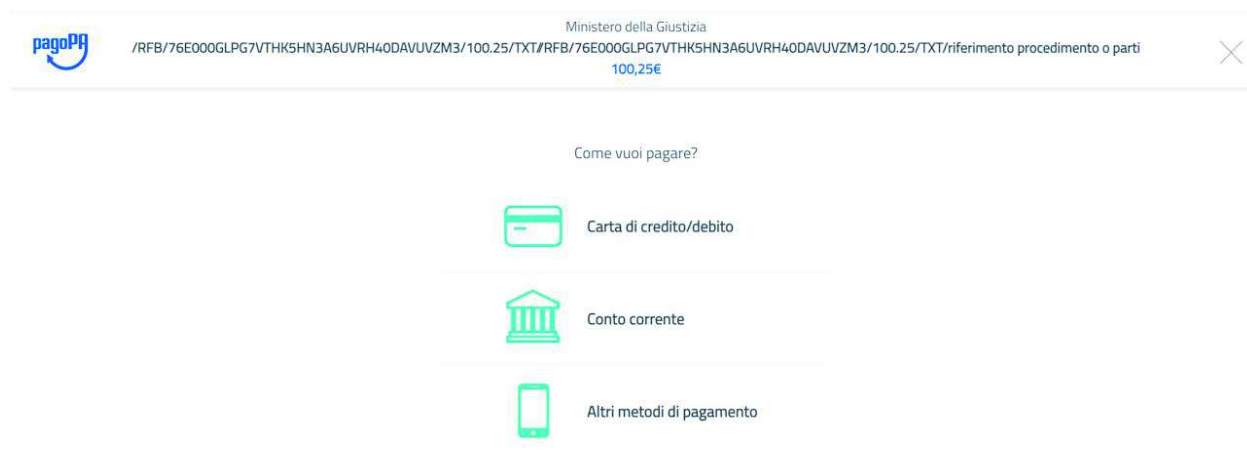 Ministero della Giustizia
pagoPA
/RFB/76E000GLPG7VTHK5HN3A6UVRH40DAVUVZM3/100.25/TXT//RFB/76E000GLPG7VTHK5HN3A6UVRH40DAVUVZM3/100.25/TXT/riferimento procedimento o parti
100,25€
Come vuoi pagare?
Carta di credito/debito
Conto corrente
Altri metodi di pagamento